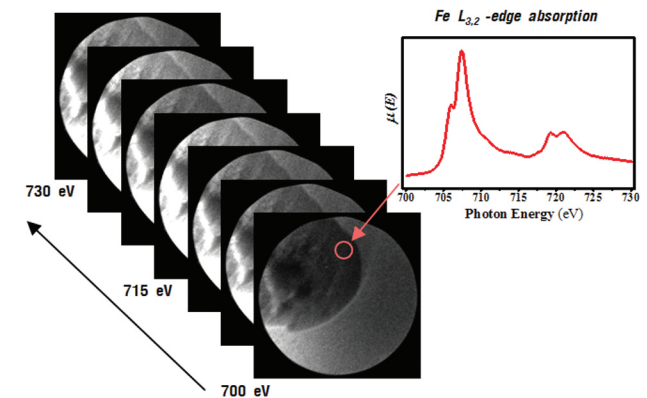 Fe L3,2 -edge absorption
μ(E)
700 705 710 715 720 725 730
Photon Energy (eV)
730 eV
715 eV
700 eV